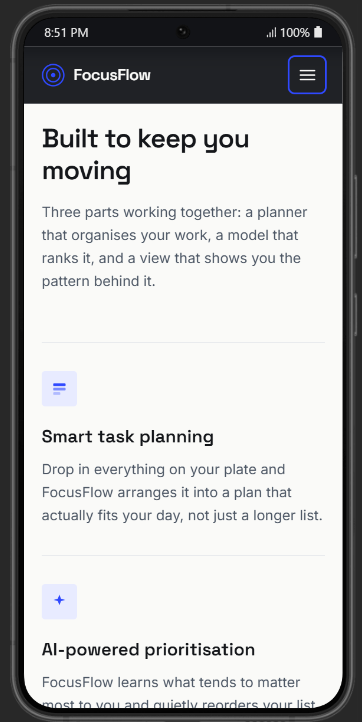 8:51 PM 100%
FocusFlow
Built to keep you
moving
Three parts working together: a planner
that organises your work, a model that
ranks it, and a view that shows you the
pattern behind it.
Smart task planning
Drop in everything on your plate and
FocusFlow arranges it into a plan that
actually fits your day, not just a longer list.
AI-powered prioritisation
FocusFlow learns what tends to matter
most to you and quietly reorders your list